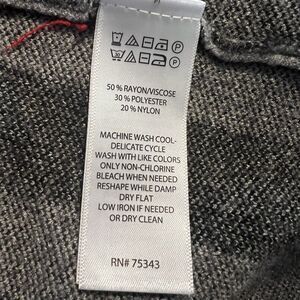 50% RAYON/VISCOSE
30% POLYESTER
20% NYLON
MACHINE WASH COOL-
DELICATE CYCLE
WASH WITH LIKE COLORS
ONLY NON-CHLORINE
BLEACH WHEN NEEDED
RESHAPE WHILE DAMP
DRY FLAT
LOW IRON IF NEEDED
OR DRY CLEAN
RN# 75343